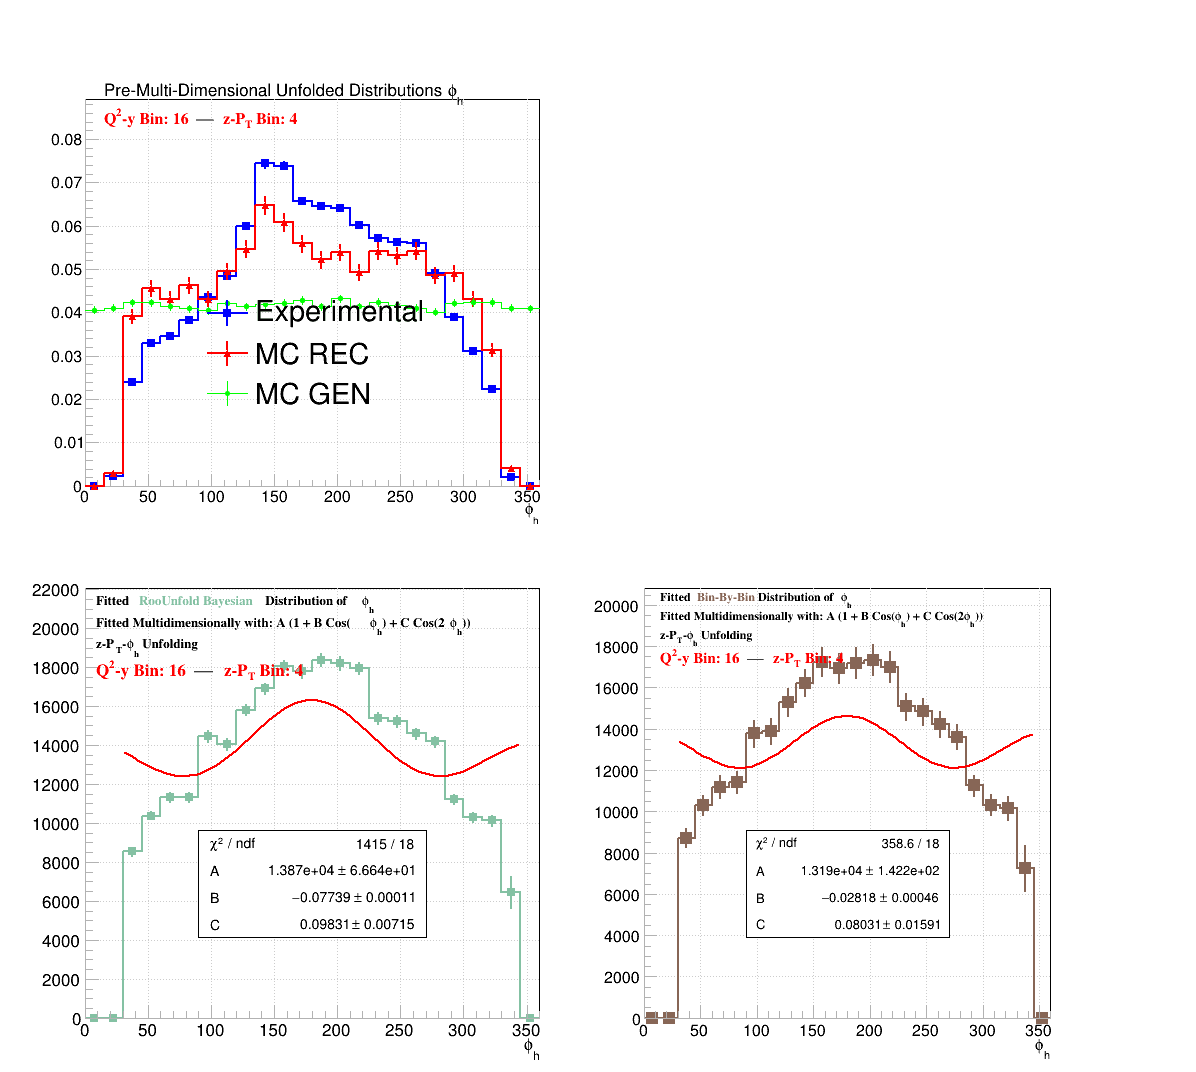 Pre-Multi-Dimensional Unfolded Distributions ϕh
Q2-y Bin: 16 — z-PT Bin: 4
0.08
0.07
0.06
0.05
0.04
0.03
0.02
0.01
0
Experimental
MC REC
MC GEN
0 50 100 150 200 250 300 350
ϕh
22000
20000
18000
16000
14000
12000
10000
8000
6000
4000
2000
0
Fitted RooUnfold Bayesian Distribution of ϕh
Fitted Multidimensionally with: A (1 + B Cos( ϕh) + C Cos(2 ϕh))
z-PT-ϕh Unfolding
Q2-y Bin: 16 — z-PT Bin: 4
χ² / ndf 1415 / 18
A 1.387e+04 ± 6.664e+01
B −0.07739 ± 0.00011
C 0.09831 ± 0.00715
0 50 100 150 200 250 300 350
ϕh
20000
18000
16000
14000
12000
10000
8000
6000
4000
2000
0
Fitted Bin-By-Bin Distribution of ϕh
Fitted Multidimensionally with: A (1 + B Cos(ϕh) + C Cos(2ϕh))
z-PT-ϕh Unfolding
Q2-y Bin: 16 — z-PT Bin: 4
χ² / ndf 358.6 / 18
A 1.319e+04 ± 1.422e+02
B −0.02818 ± 0.00046
C 0.08031 ± 0.01591
0 50 100 150 200 250 300 350
ϕh